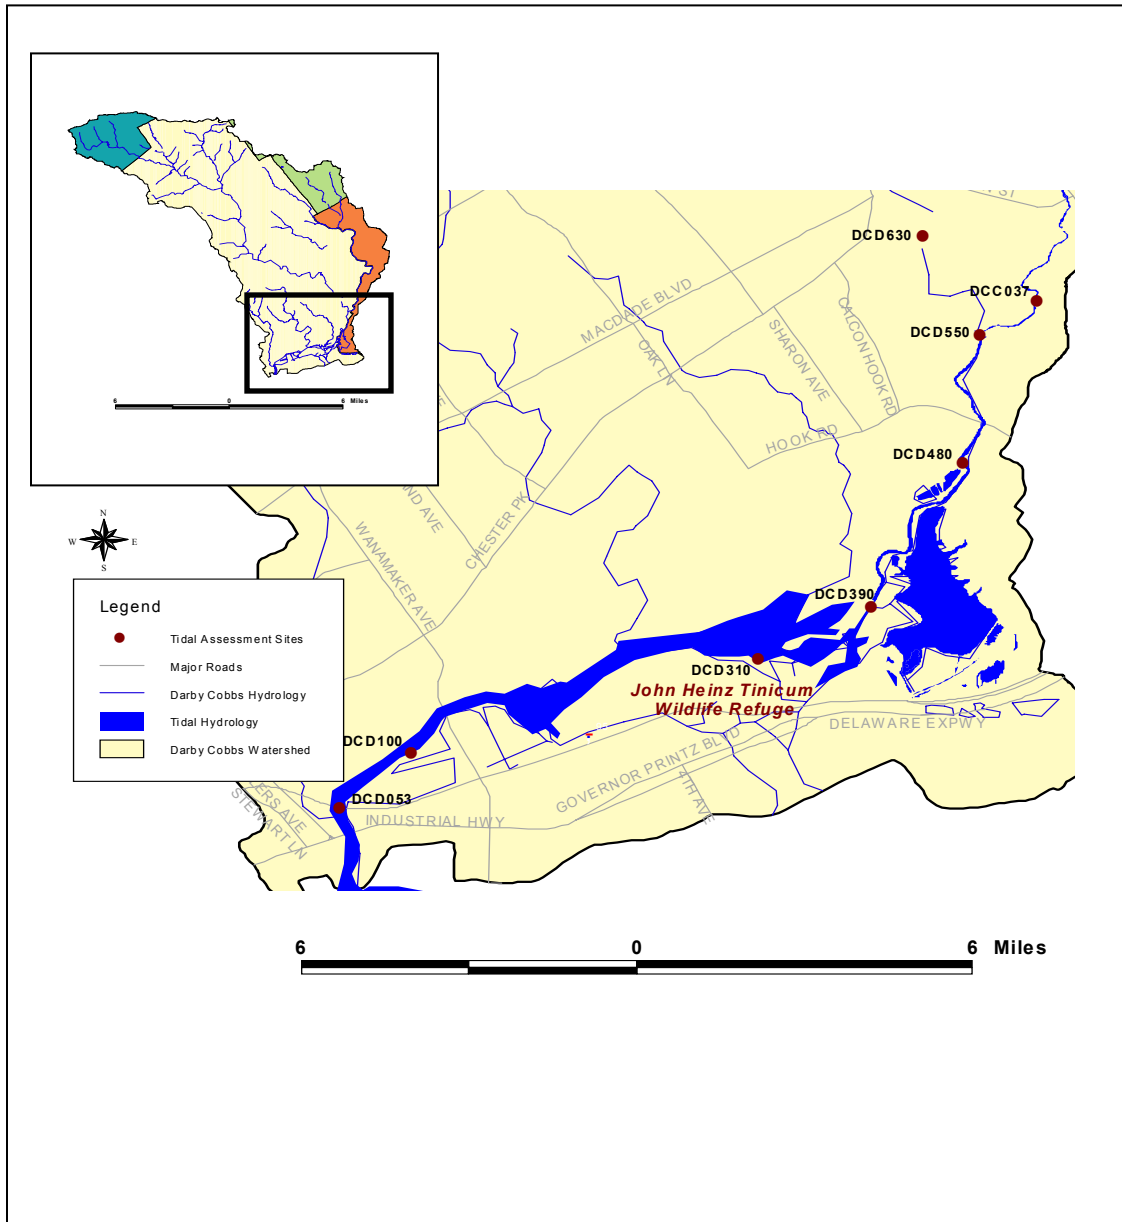 6 0 6 Miles
ST
DCD630
DCC037
MACDADE BLVD
CALCON HOOK RD
DCD550
SHARON AVE
OAK LN
HOOK RD
DCD480
AVE
CHESTER PK
WANAMAKER AVE
N
W E
S
Legend
Tidal Assessment Sites
Major Roads
Darby Cobbs Hydrology
Tidal Hydrology
Darby Cobbs Watershed
DCD390
DCD310
John Heinz Tinicum
Wildlife Refuge
DELAWARE EXPWY
DCD100
GOVERNOR PRINTZ BLVD
4TH AVE
DCD053
INDUSTRIAL HWY
AVE
STEWART LN
6 0 6 Miles